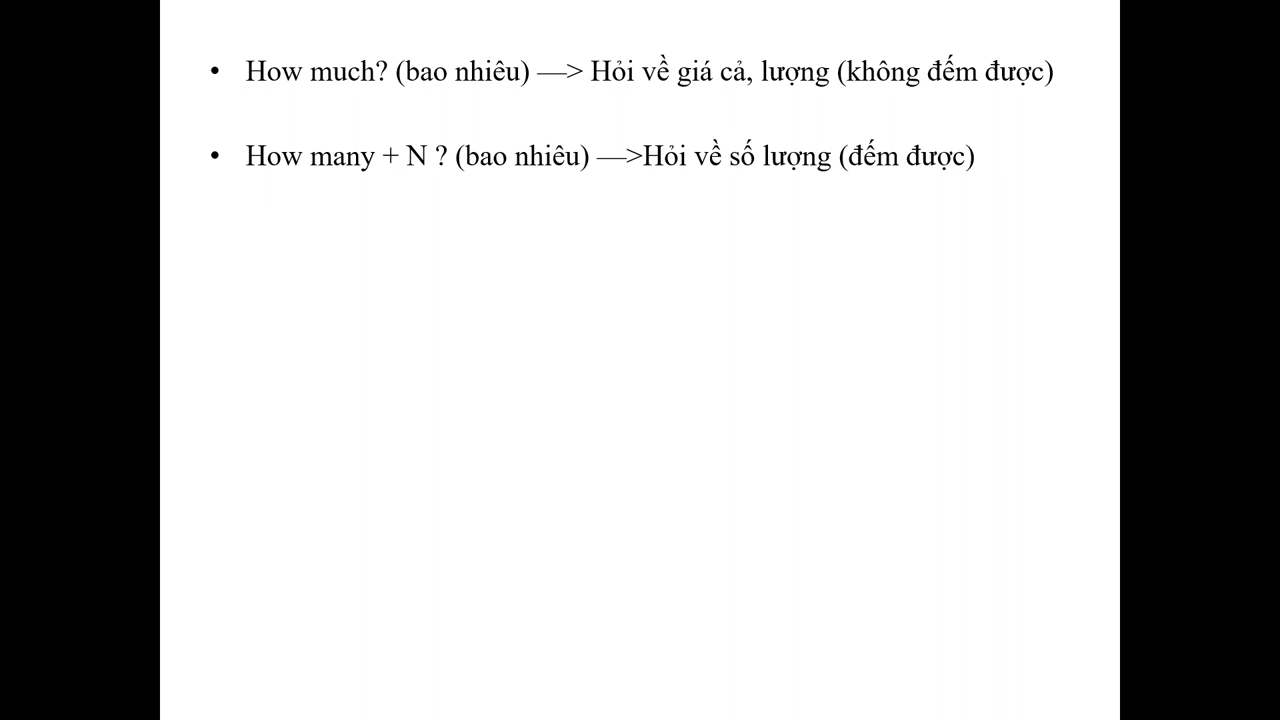 • How much? (bao nhiêu) —> Hỏi về giá cả, lượng (không đếm được)
• How many + N ? (bao nhiêu) —>Hỏi về số lượng (đếm được)